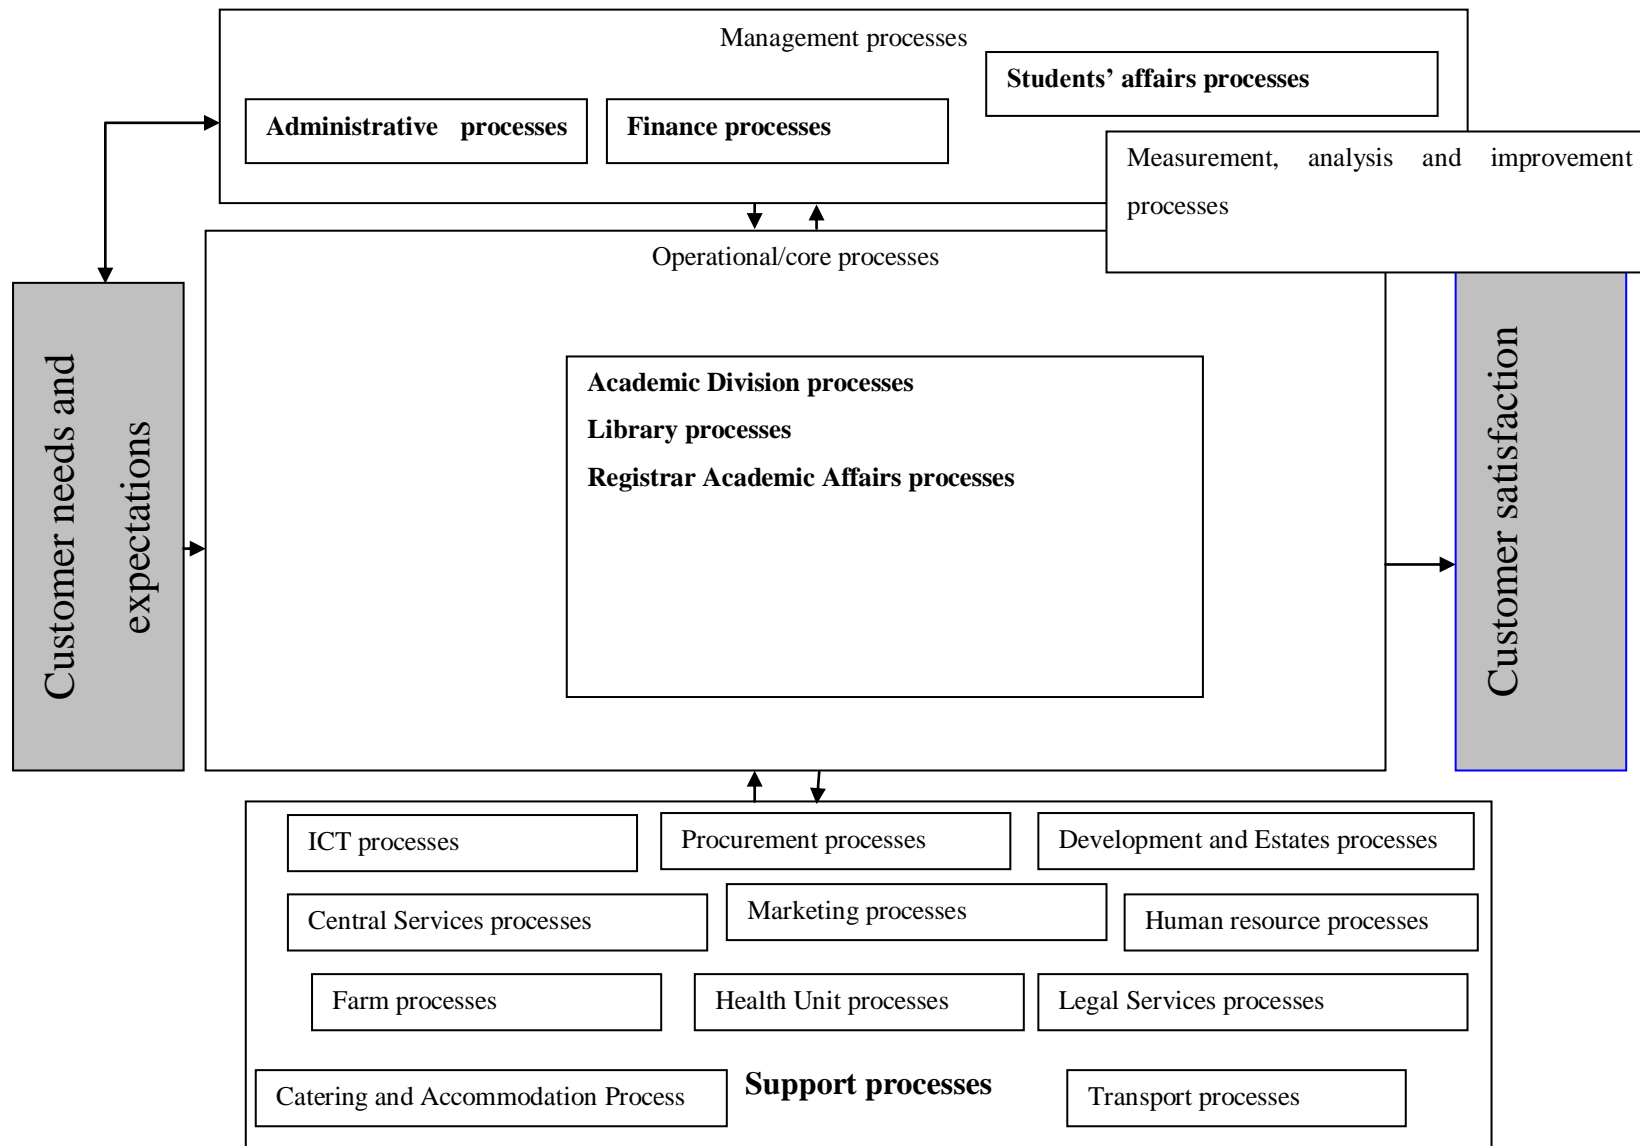 Management processes
Students’ affairs processes
Administrative processes
Finance processes
Measurement, analysis and improvement
processes
Operational/core processes
Customer needs and
expectations
Academic Division processes
Library processes
Registrar Academic Affairs processes
Customer satisfaction
ICT processes
Procurement processes
Development and Estates processes
Central Services processes
Marketing processes
Human resource processes
Farm processes
Health Unit processes
Legal Services processes
Catering and Accommodation Process
Support processes
Transport processes